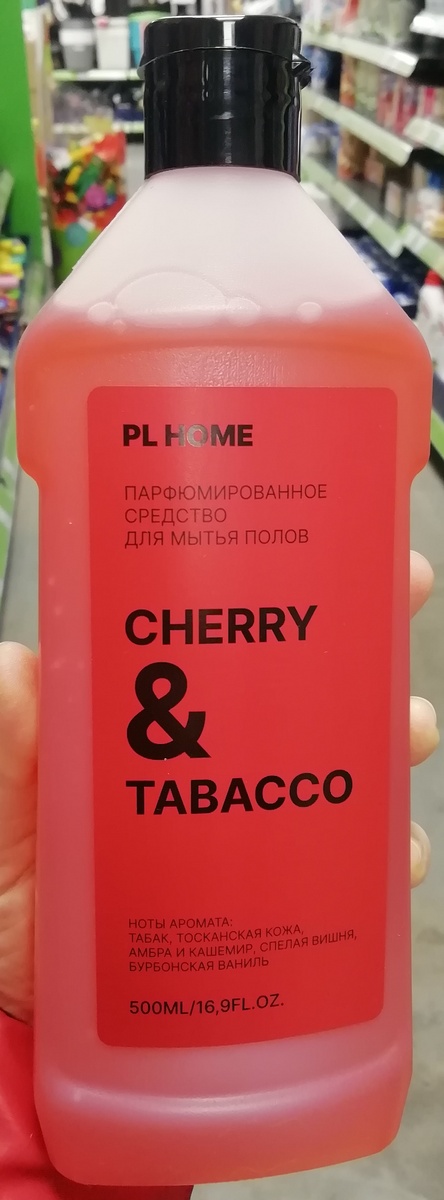 PL HOME
ПАРФЮМИРОВАННОЕ
СРЕДСТВО
ДЛЯ МЫТЬЯ ПОЛОВ
CHERRY
&
TABACCO
НОТЫ АРОМАТА:
ТАБАК, ТОСКАНСКАЯ КОЖА,
АМБРА И КАШЕМИР, СПЕЛАЯ ВИШНЯ,
БУРБОНСКАЯ ВАНИЛЬ
500ML/16,9FL.OZ.